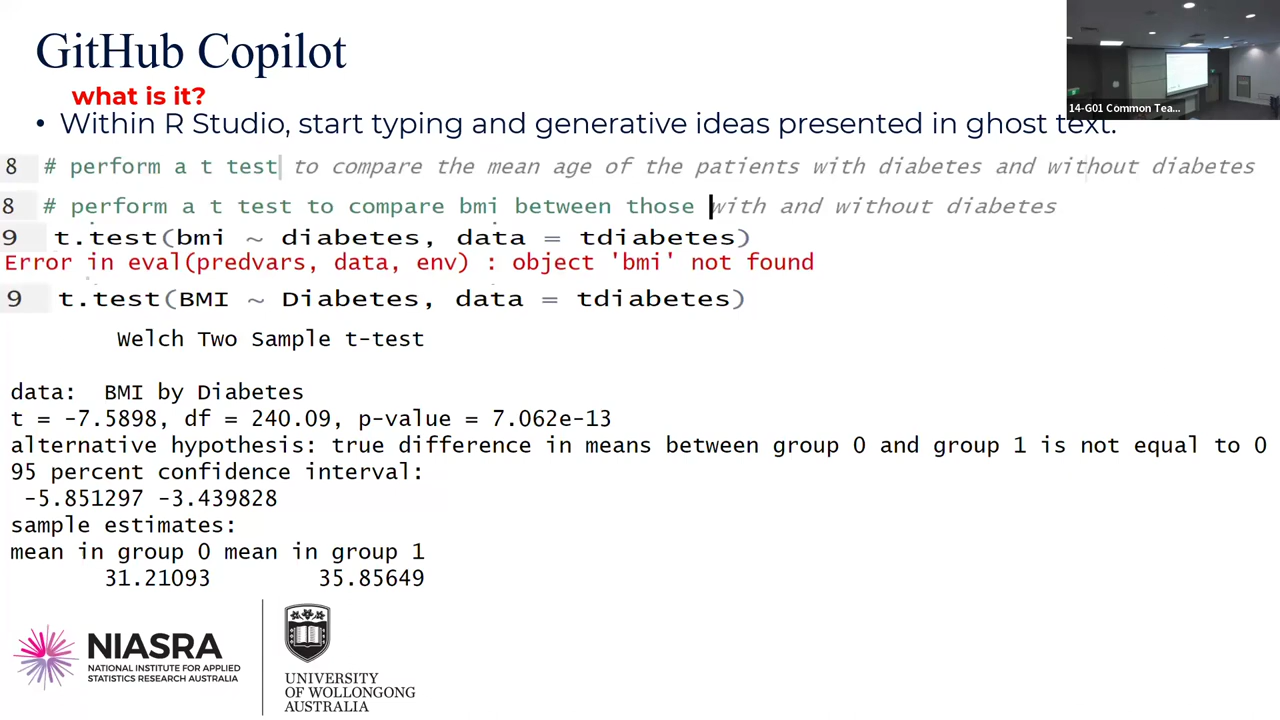 GitHub Copilot
what is it?
• Within R Studio, start typing and generative ideas presented in ghost text.
8 # perform a t test to compare the mean age of the patients with diabetes and without diabetes
8 # perform a t test to compare bmi between those with and without diabetes
9 t.test(bmi ~ diabetes, data = tdiabetes)
Error in eval(predvars, data, env) : object 'bmi' not found
9 t.test(BMI ~ Diabetes, data = tdiabetes)
Welch Two Sample t-test
data: BMI by Diabetes
t = -7.5898, df = 240.09, p-value = 7.062e-13
alternative hypothesis: true difference in means between group 0 and group 1 is not equal to 0
95 percent confidence interval:
-5.851297 -3.439828
sample estimates:
mean in group 0 mean in group 1
31.21093 35.85649
14-G01 Common Tea...
NIASRA
NATIONAL INSTITUTE FOR APPLIED
STATISTICS RESEARCH AUSTRALIA
UNIVERSITY
OF WOLLONGONG
AUSTRALIA